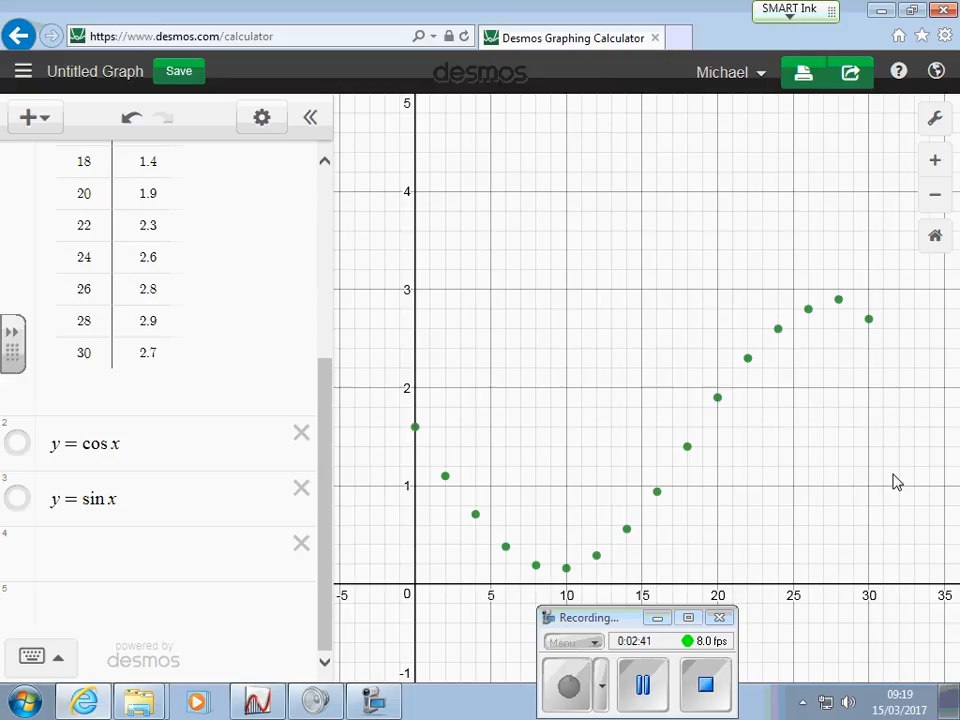 SMART Ink
https://www.desmos.com/calculator
Desmos Graphing Calculator
Untitled Graph
Save
desmos
Michael
18 1.4
20 1.9
22 2.3
24 2.6
26 2.8
28 2.9
30 2.7
2
y = cos x
3
y = sin x
4
5
powered by
desmos
5
4
3
2
1
-5 0 5 10 15 20 25 30 35
-1
Recording...
Menu 0:02:41 8.0 fps
09:19
15/03/2017